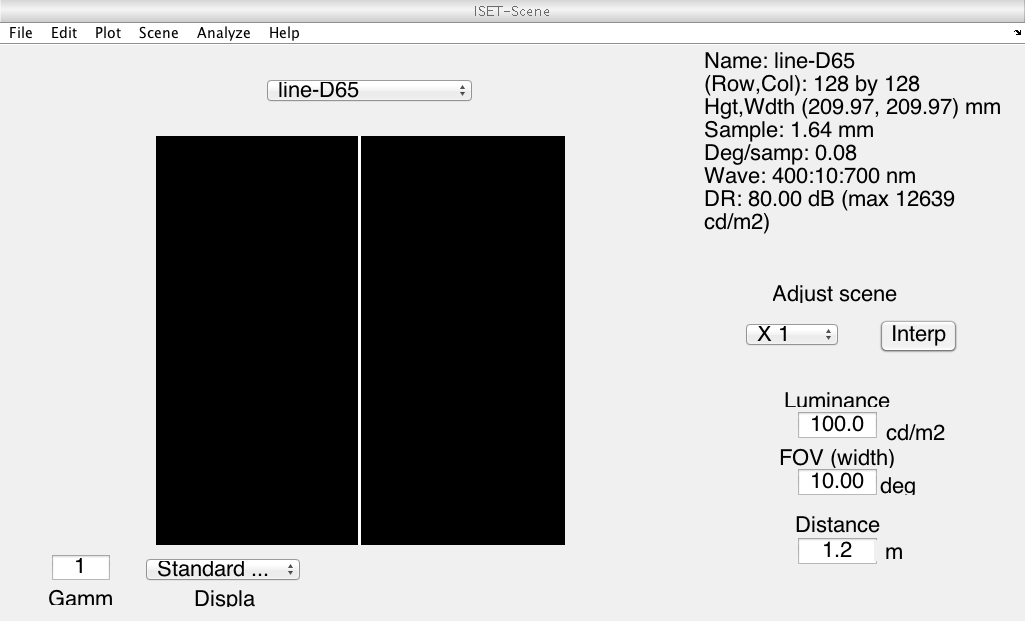 ISET-Scene
File Edit Plot Scene Analyze Help
line-D65
Name: line-D65
(Row,Col): 128 by 128
Hgt,Wdth (209.97, 209.97) mm
Sample: 1.64 mm
Deg/samp: 0.08
Wave: 400:10:700 nm
DR: 80.00 dB (max 12639
cd/m2)
Adjust scene
X 1 Interp
Luminance
100.0 cd/m2
FOV (width)
10.00 deg
Distance
1.2 m
1 Standard ...
Gamm Displa